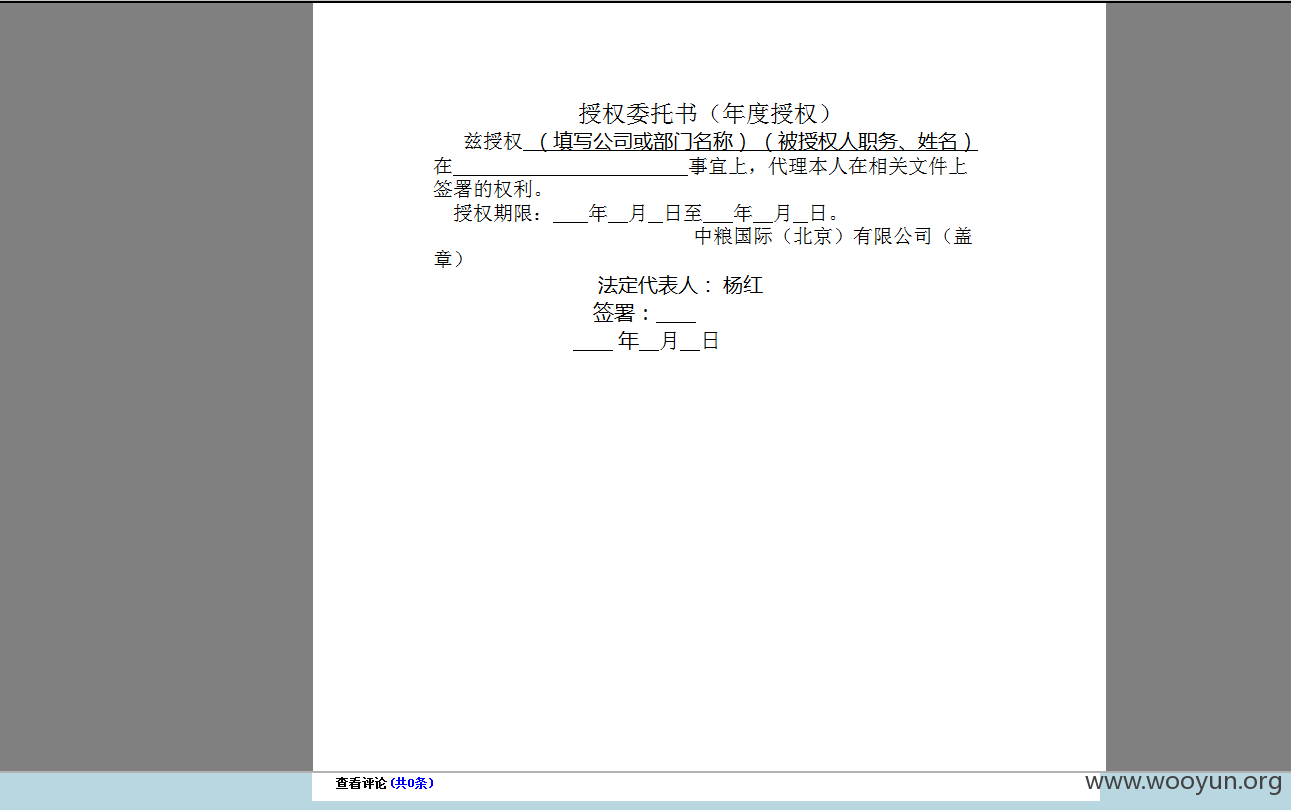 授权委托书（年度授权）
兹授权 （填写公司或部门名称）（被授权人职务、姓名）
在________________________事宜上，代理本人在相关文件上
签署的权利。
授权期限：____年__月__日至___年__月__日。
中粮国际（北京）有限公司（盖
章）
法定代表人： 杨红
签署：____
____ 年__月__日
查看评论 (共0条)
www.wooyun.org